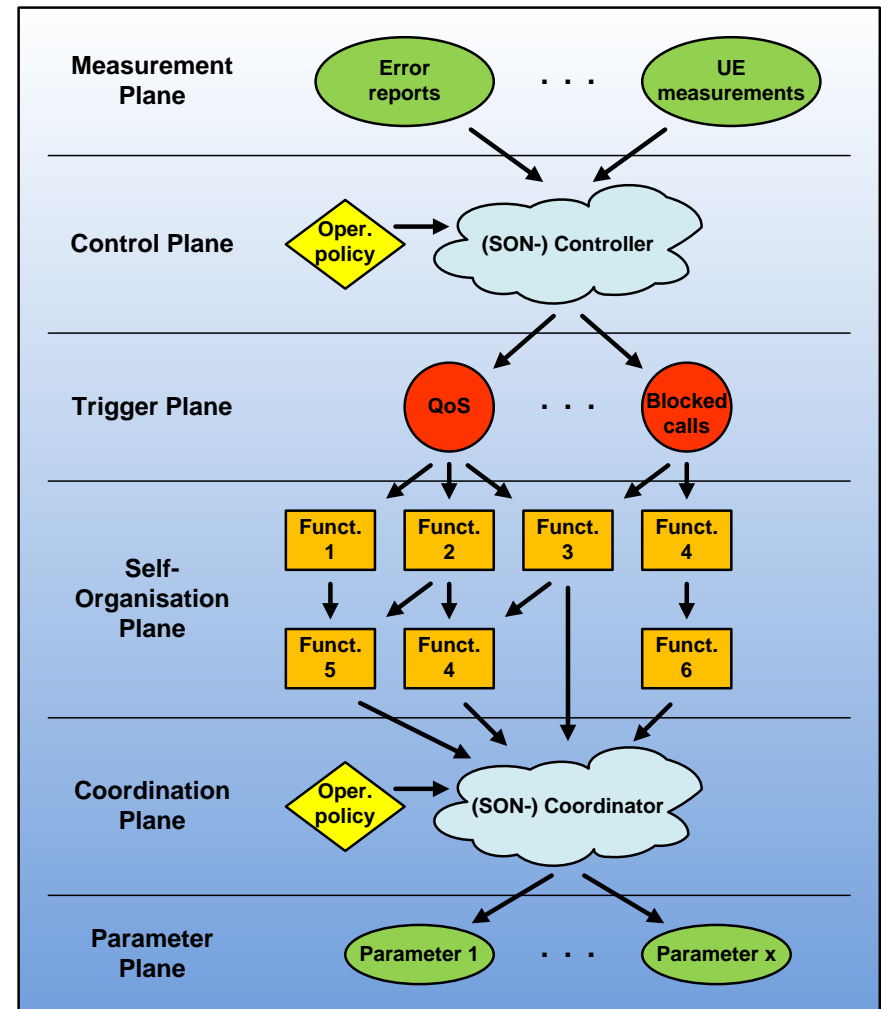 Measurement
Plane
Error
reports
. . .
UE
measurements
Control Plane
Oper.
policy
(SON-) Controller
Trigger Plane
QoS
. . .
Blocked
calls
Self-
Organisation
Plane
Funct.
1
Funct.
2
Funct.
3
Funct.
4
Funct.
5
Funct.
4
Funct.
6
Coordination
Plane
Oper.
policy
(SON-) Coordinator
Parameter
Plane
Parameter 1
. . .
Parameter x